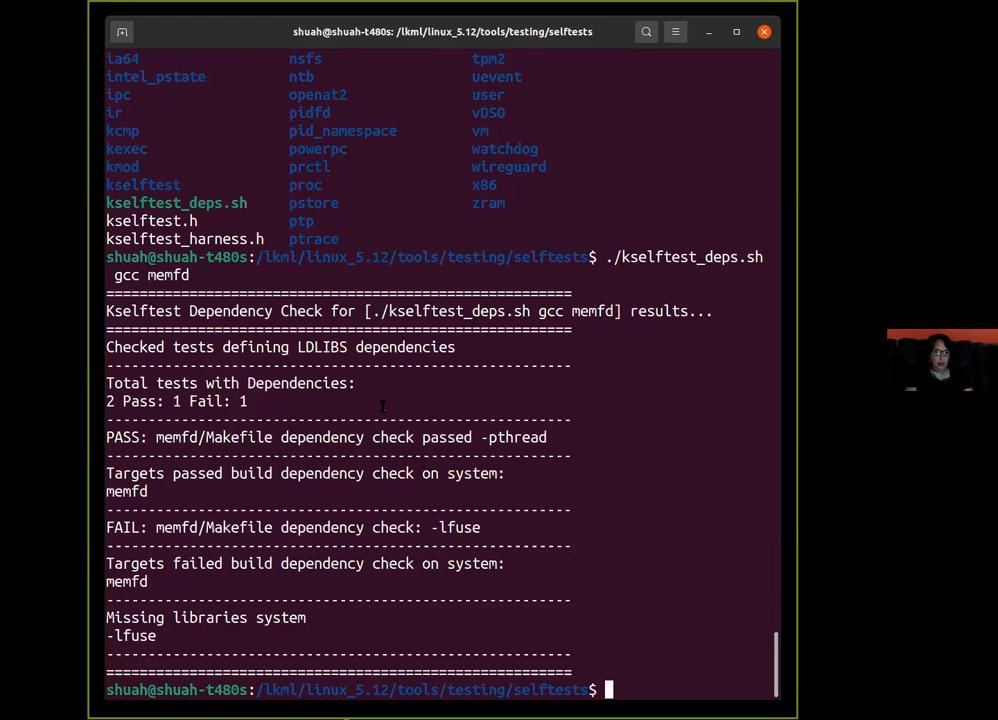 shuah@shuah-t480s: /lkml/linux_5.12/tools/testing/selftests
ia64 nsfs tpm2
intel_pstate ntb uevent
ipc openat2 user
ir pidfd vDSO
kcmp pid_namespace vm
kexec powerpc watchdog
kmod prctl wireguard
kselftest proc x86
kselftest_deps.sh pstore zram
kselftest.h ptp
kselftest_harness.h ptrace
shuah@shuah-t480s:/lkml/linux_5.12/tools/testing/selftests$ ./kselftest_deps.sh
gcc memfd
========================================================
Kselftest Dependency Check for [./kselftest_deps.sh gcc memfd] results...
========================================================
Checked tests defining LDLIBS dependencies
--------------------------------------------------------
Total tests with Dependencies:
2 Pass: 1 Fail: 1
--------------------------------------------------------
PASS: memfd/Makefile dependency check passed -pthread
--------------------------------------------------------
Targets passed build dependency check on system:
memfd
--------------------------------------------------------
FAIL: memfd/Makefile dependency check: -lfuse
--------------------------------------------------------
Targets failed build dependency check on system:
memfd
--------------------------------------------------------
Missing libraries system
-lfuse
--------------------------------------------------------
========================================================
shuah@shuah-t480s:/lkml/linux_5.12/tools/testing/selftests$